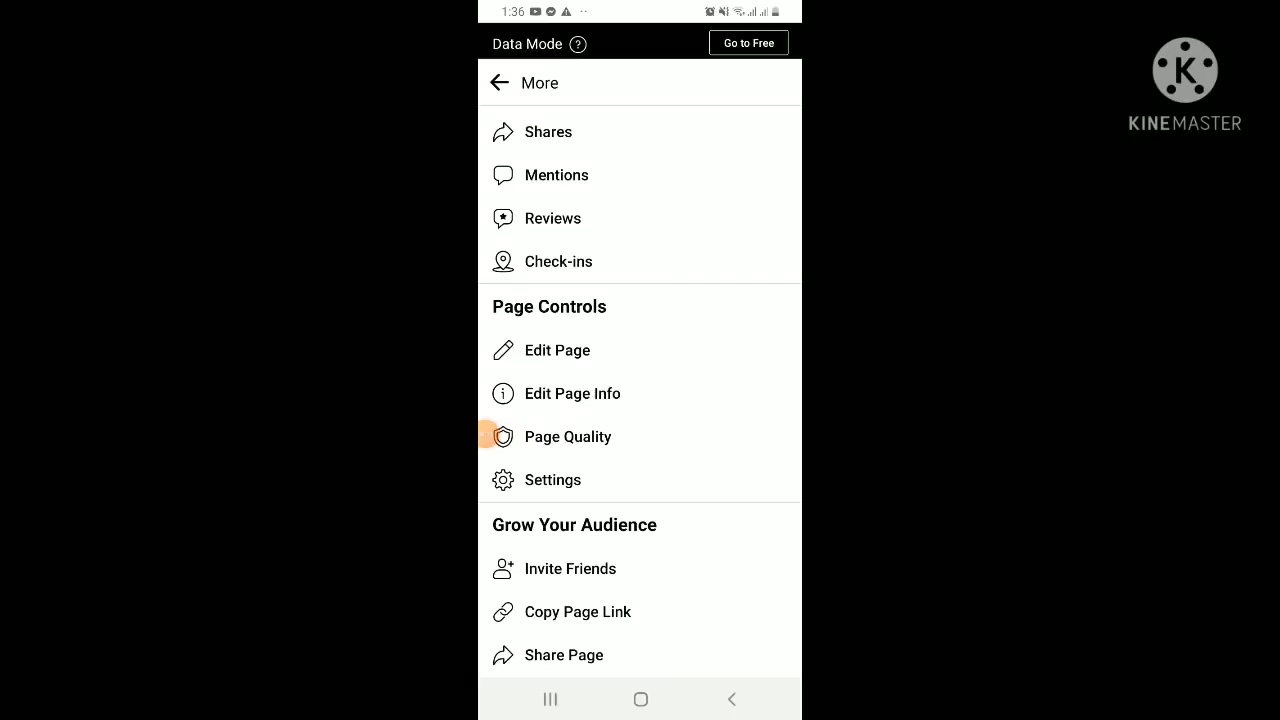 1:36
Data Mode ?
Go to Free
More
K
KINEMASTER
Shares
Mentions
Reviews
Check-ins
Page Controls
Edit Page
Edit Page Info
Page Quality
Settings
Grow Your Audience
Invite Friends
Copy Page Link
Share Page